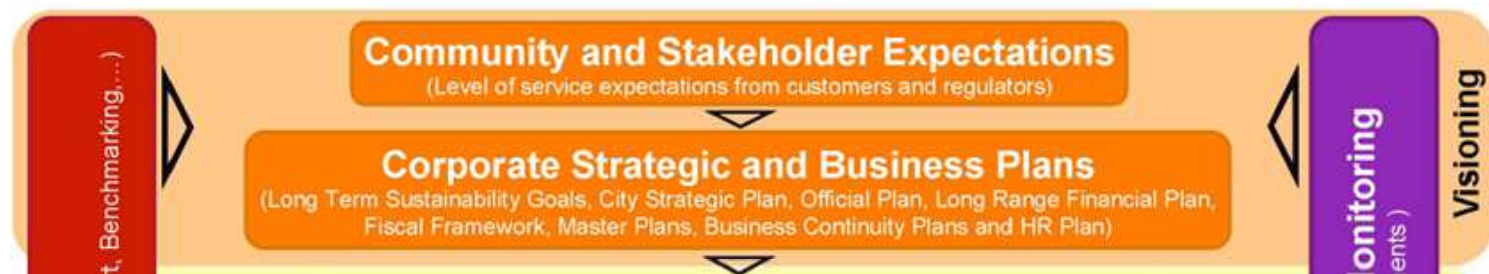 Community and Stakeholder Expectations
(Level of service expectations from customers and regulators)
Corporate Strategic and Business Plans
(Long Term Sustainability Goals, City Strategic Plan, Official Plan, Long Range Financial Plan,
Fiscal Framework, Master Plans, Business Continuity Plans and HR Plan)
Benchmarking,...)
Visioning